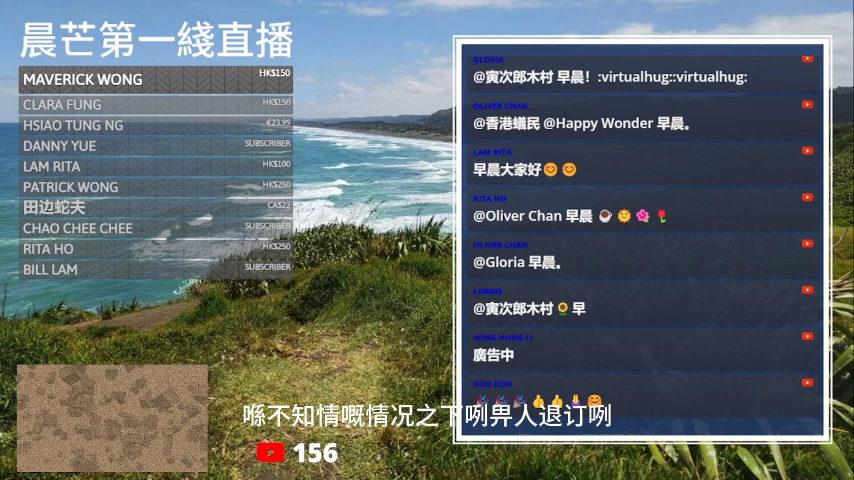 晨芒第一綫直播
MAVERICK WONG HK$150
CLARA FUNG HK$150
HSIAO TUNG NG €23.99
DANNY YUE SUBSCRIBER
LAM RITA HK$100
PATRICK WONG HK$250
田边蛇夫 CA$22
CHAO CHEE CHEE SUBSCRIBER
RITA HO HK$250
BILL LAM SUBSCRIBER
GLORIA
@寅次郎木村 早晨！:virtualhug::virtualhug:
OLIVER CHAN
@香港蟻民 @Happy Wonder 早晨。
LAM RITA
早晨大家好😊😊
RITA HO
@Oliver Chan 早晨 ☕🌞🌺🌷
OLIVER CHAN
@Gloria 早晨。
LORRIS
@寅次郎木村🌻早
WING HUNG LI
廣告中
KOO KOO
🎉🎉🎉👍👍🙏🤗
喺不知情嘅情况之下咧畀人退订咧
156